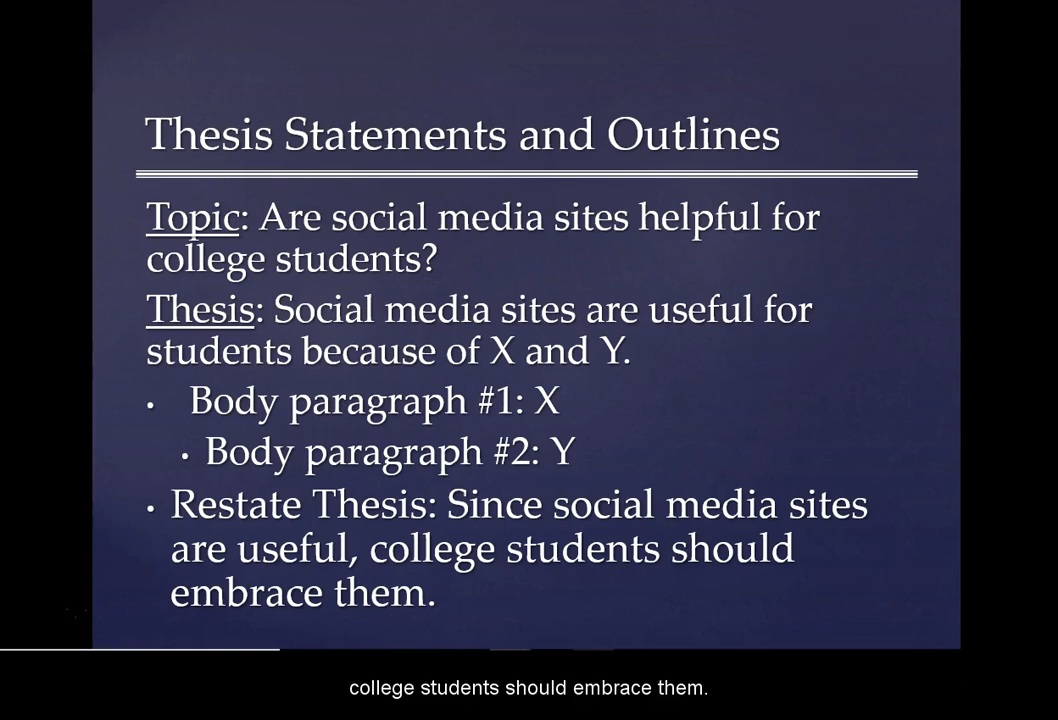 Thesis Statements and Outlines
Topic: Are social media sites helpful for
college students?
Thesis: Social media sites are useful for
students because of X and Y.
• Body paragraph #1: X
• Body paragraph #2: Y
• Restate Thesis: Since social media sites
are useful, college students should
embrace them.
college students should embrace them.